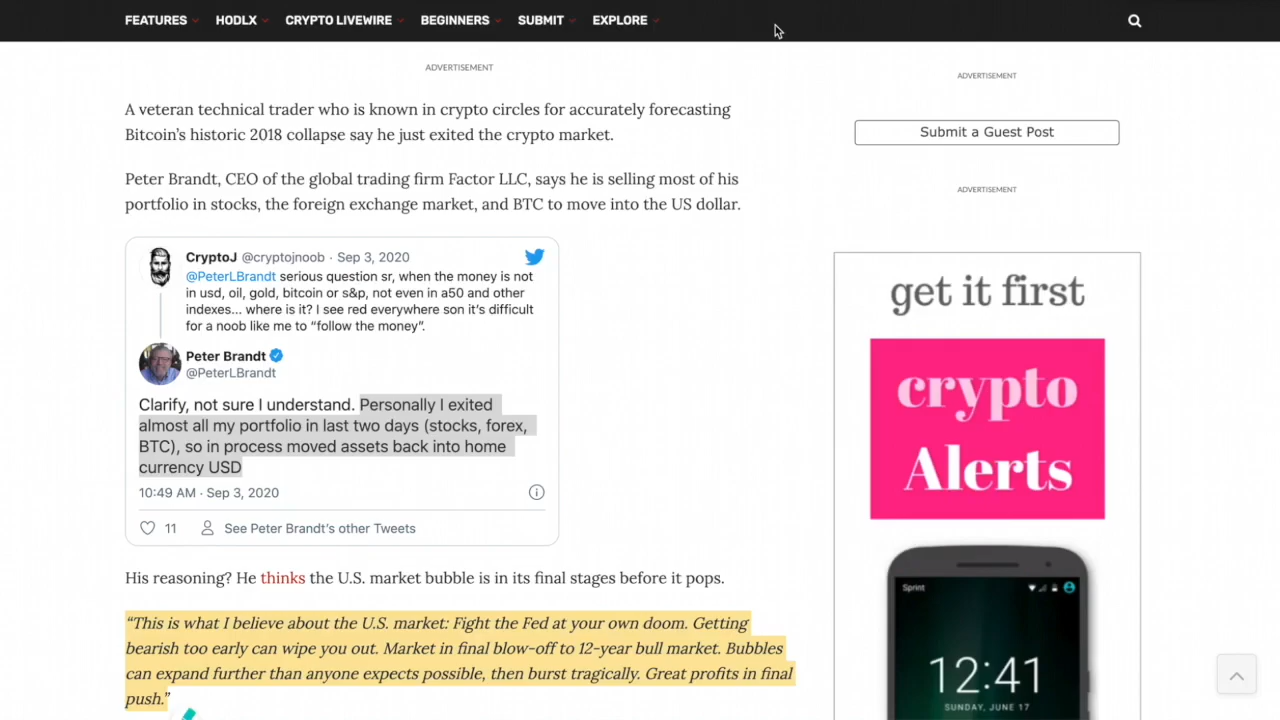 FEATURES HODLX CRYPTO LIVEWIRE BEGINNERS SUBMIT EXPLORE
ADVERTISEMENT
A veteran technical trader who is known in crypto circles for accurately forecasting
Bitcoin’s historic 2018 collapse say he just exited the crypto market.
Peter Brandt, CEO of the global trading firm Factor LLC, says he is selling most of his
portfolio in stocks, the foreign exchange market, and BTC to move into the US dollar.
CryptoJ @cryptojnoob · Sep 3, 2020
@PeterLBrandt serious question sr, when the money is not
in usd, oil, gold, bitcoin or s&p, not even in a50 and other
indexes... where is it? I see red everywhere son it’s difficult
for a noob like me to “follow the money”.
Peter Brandt
@PeterLBrandt
Clarify, not sure I understand. Personally I exited
almost all my portfolio in last two days (stocks, forex,
BTC), so in process moved assets back into home
currency USD
10:49 AM · Sep 3, 2020
11 See Peter Brandt’s other Tweets
His reasoning? He thinks the U.S. market bubble is in its final stages before it pops.
“This is what I believe about the U.S. market: Fight the Fed at your own doom. Getting
bearish too early can wipe you out. Market in final blow-off to 12-year bull market. Bubbles
can expand further than anyone expects possible, then burst tragically. Great profits in final
push.”
ADVERTISEMENT
Submit a Guest Post
ADVERTISEMENT
get it first
crypto
Alerts
Sprint
12:41
SUNDAY, JUNE 17